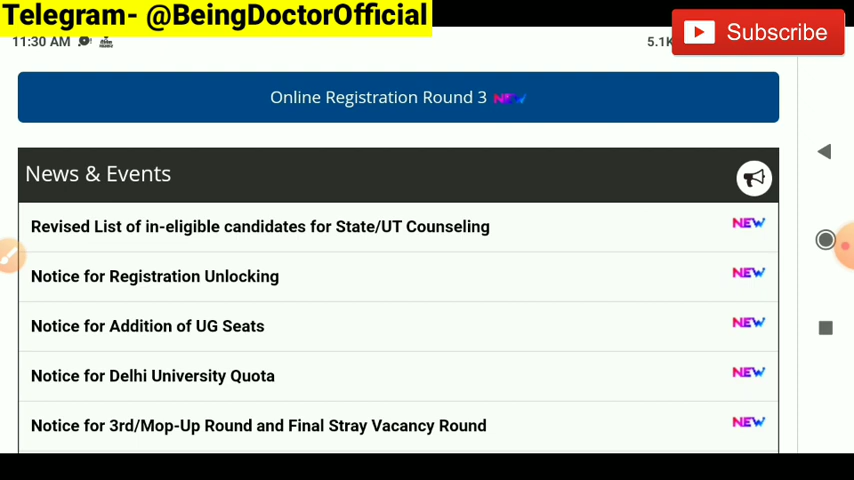 Telegram- @BeingDoctorOfficial
Subscribe
11:30 AM
5.1K
Online Registration Round 3 NEW
News & Events
Revised List of in-eligible candidates for State/UT Counseling NEW
Notice for Registration Unlocking NEW
Notice for Addition of UG Seats NEW
Notice for Delhi University Quota NEW
Notice for 3rd/Mop-Up Round and Final Stray Vacancy Round NEW